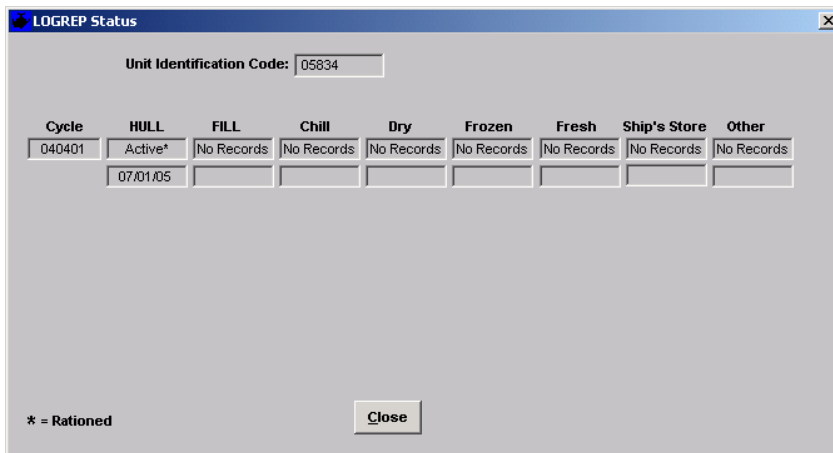 LOGREP Status
Unit Identification Code: 05834
Cycle HULL FILL Chill Dry Frozen Fresh Ship's Store Other
040401 Active* No Records No Records No Records No Records No Records No Records No Records
07/01/05
* = Rationed
Close